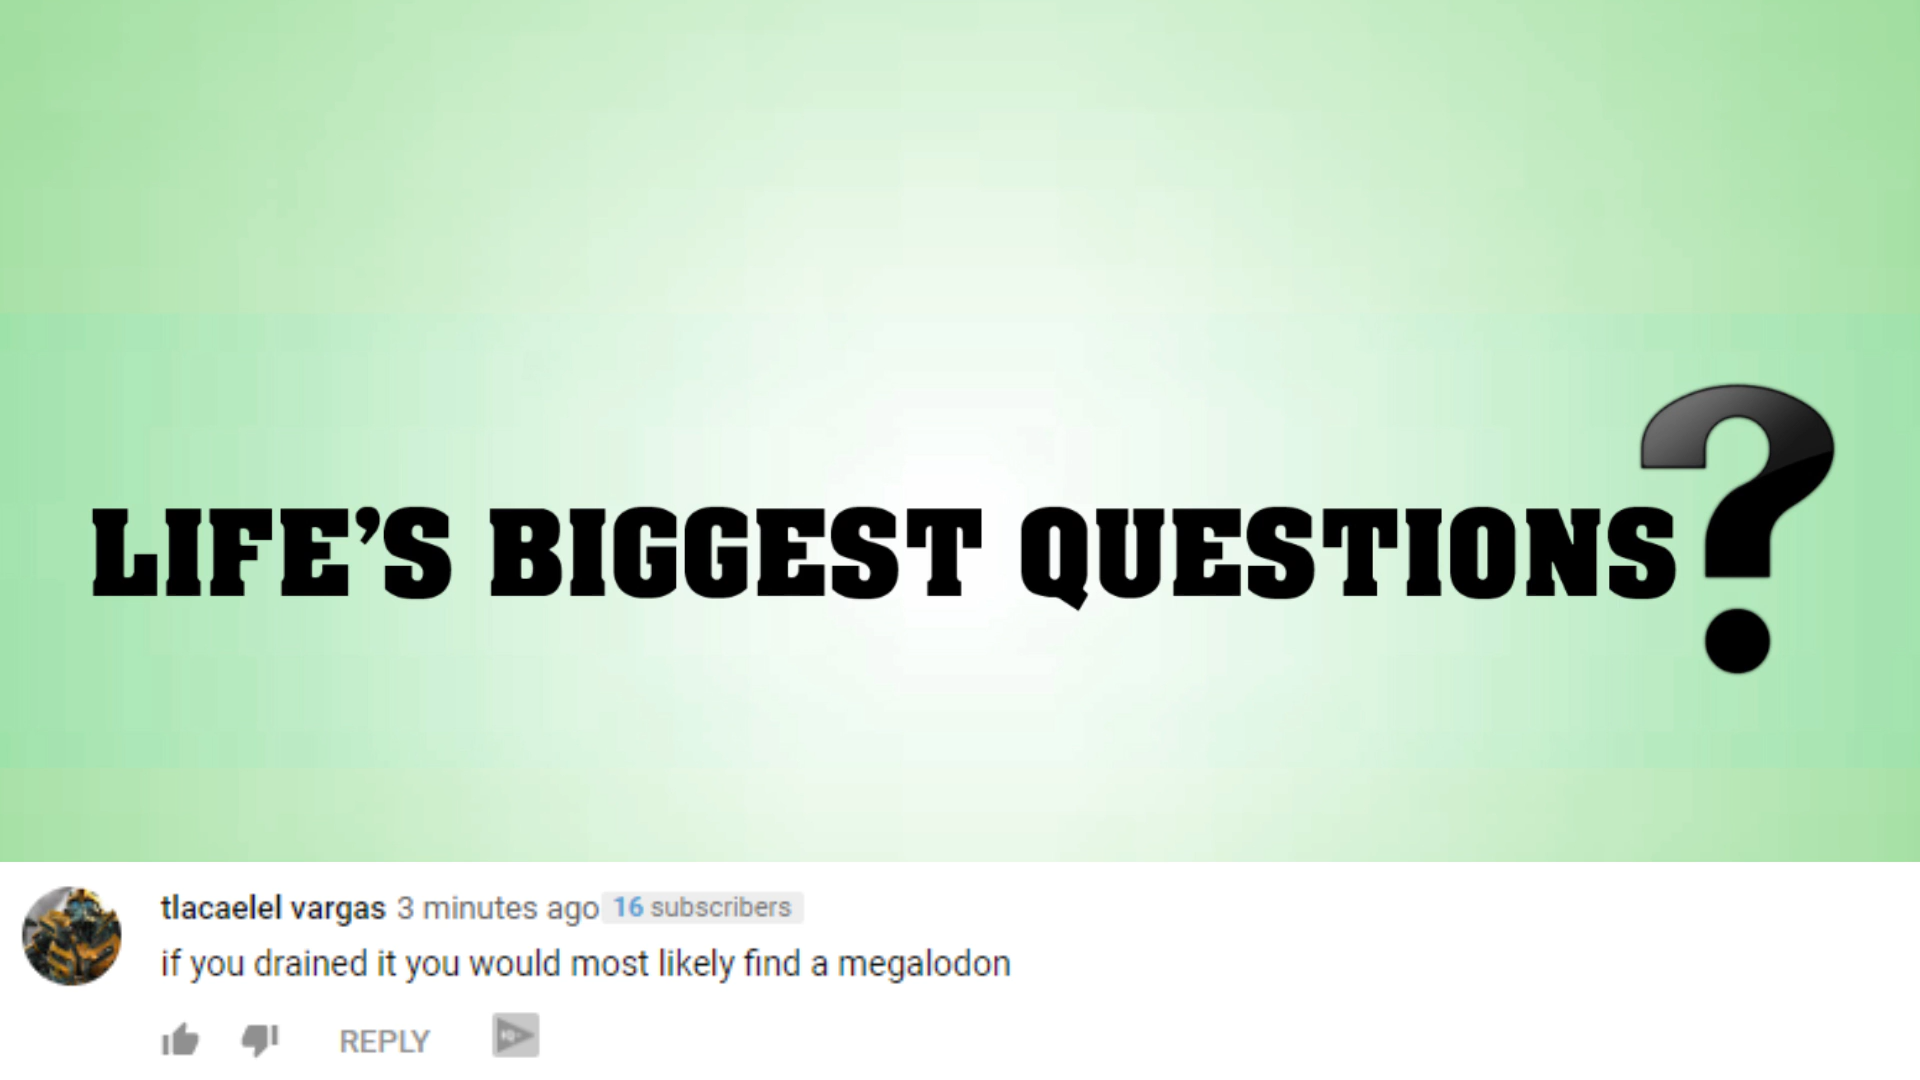 LIFE'S BIGGEST QUESTIONS?
tlacaelel vargas 3 minutes ago 16 subscribers
if you drained it you would most likely find a megalodon
REPLY